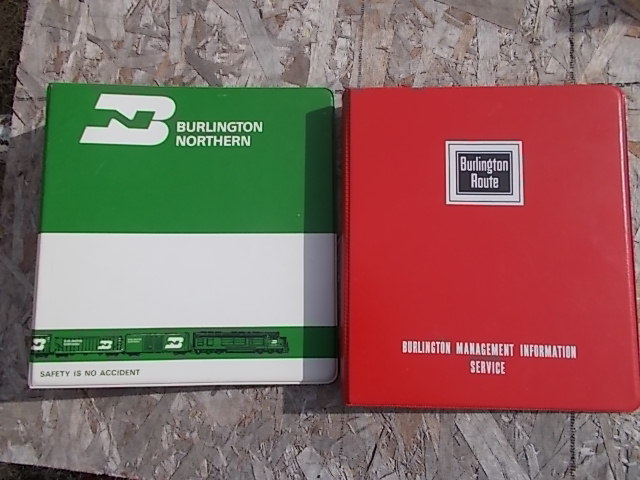 BURLINGTON
NORTHERN
SAFETY IS NO ACCIDENT
Burlington
Route
BURLINGTON MANAGEMENT INFORMATION
SERVICE